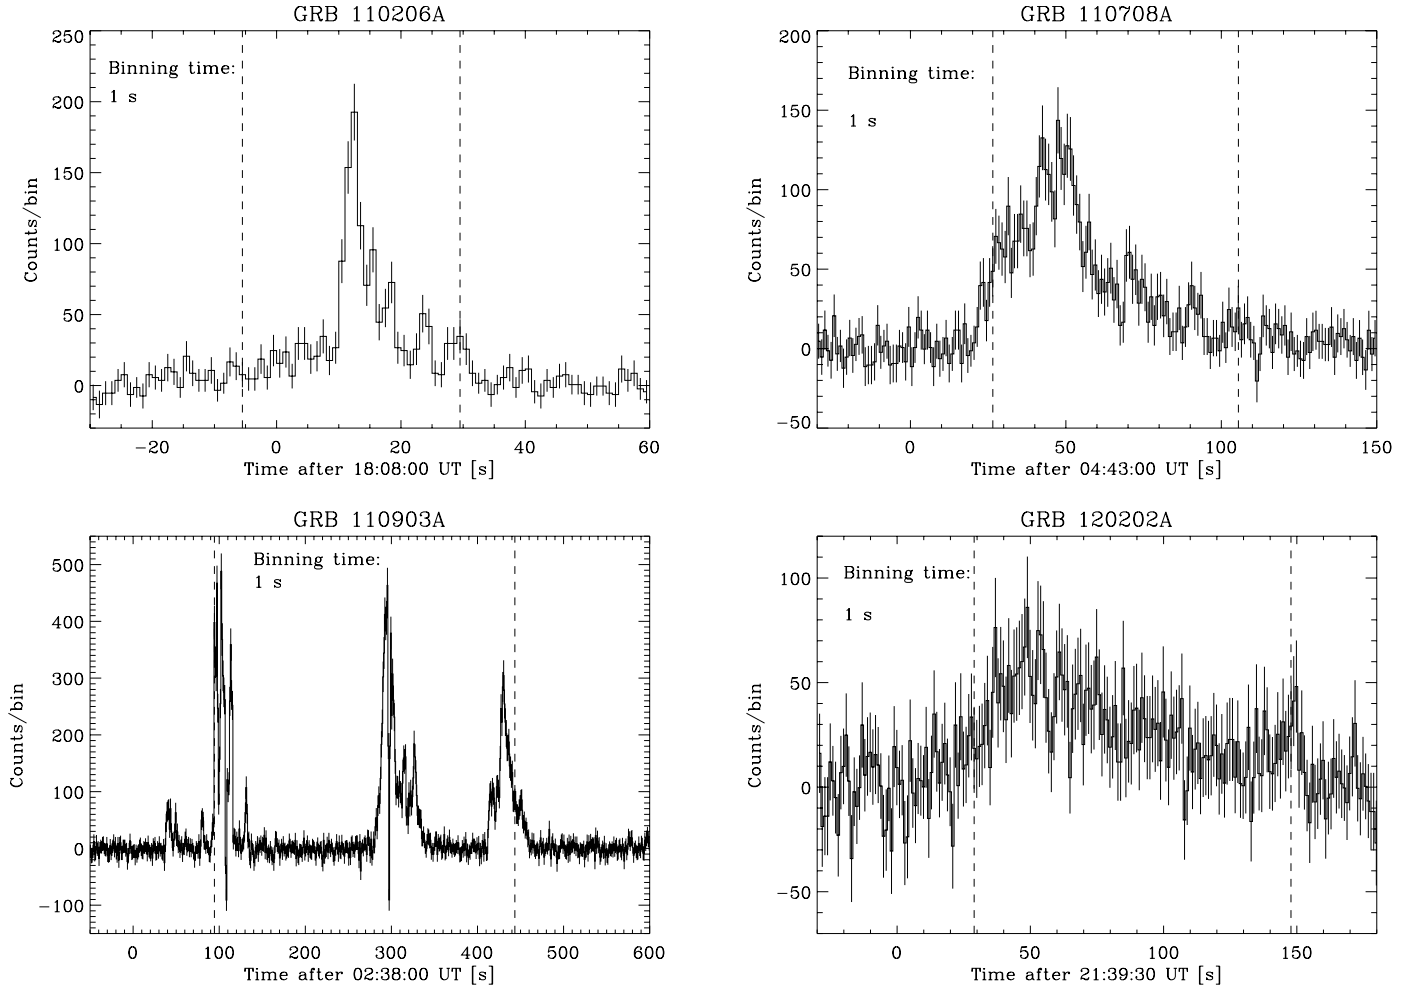 GRB 110206A
Binning time:
1 s
250
200
150
100
50
0
Counts/bin
−20 0 20 40 60
Time after 18:08:00 UT [s]
GRB 110708A
Binning time:
1 s
200
150
100
50
0
−50
Counts/bin
0 50 100 150
Time after 04:43:00 UT [s]
GRB 110903A
Binning time:
1 s
500
400
300
200
100
0
−100
Counts/bin
0 100 200 300 400 500 600
Time after 02:38:00 UT [s]
GRB 120202A
Binning time:
1 s
100
50
0
−50
Counts/bin
0 50 100 150
Time after 21:39:30 UT [s]